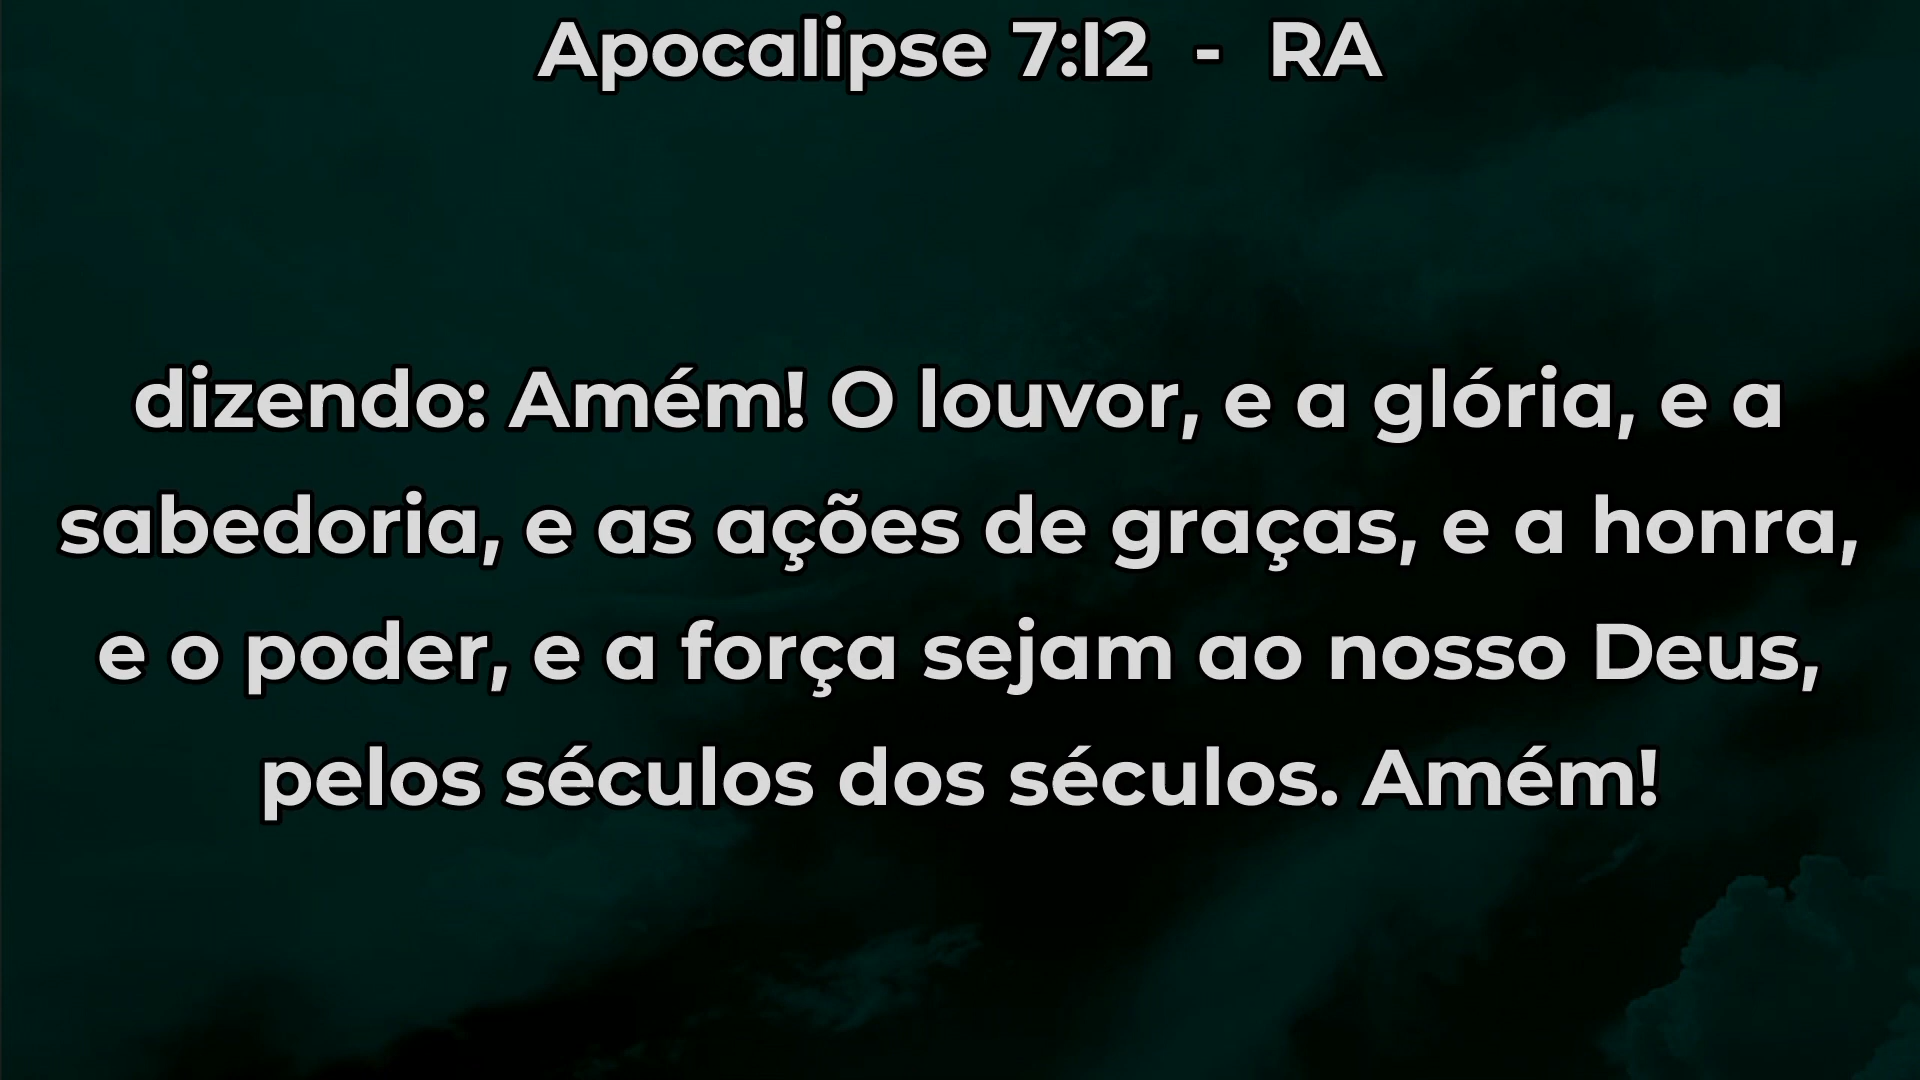 Apocalipse 7:12 - RA
dizendo: Amém! O louvor, e a glória, e a
sabedoria, e as ações de graças, e a honra,
e o poder, e a força sejam ao nosso Deus,
pelos séculos dos séculos. Amém!